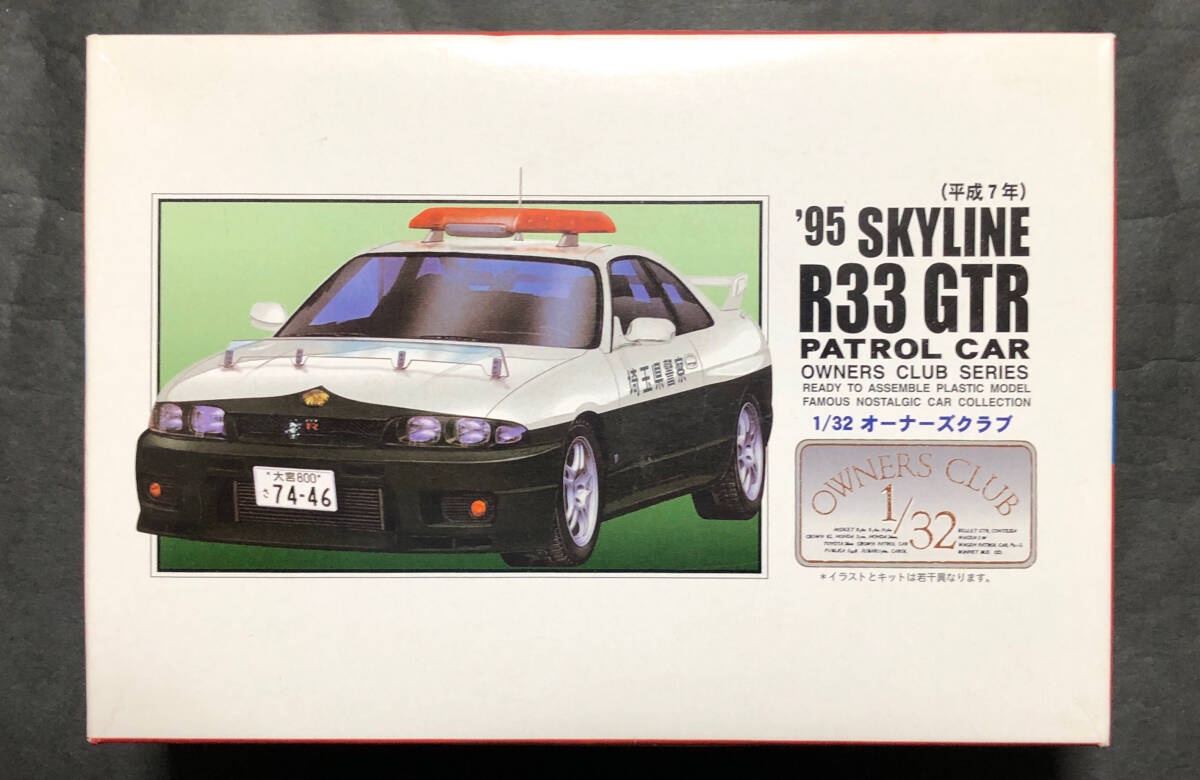 (平成7年)
'95 SKYLINE
R33 GTR
PATROL CAR
OWNERS CLUB SERIES
READY TO ASSEMBLE PLASTIC MODEL
FAMOUS NOSTALGIC CAR COLLECTION
1/32 オーナーズクラブ
OWNERS CLUB
1/32
*イラストとキットは若干異なります。
埼玉県警察
R
大宮800
さ 74-46